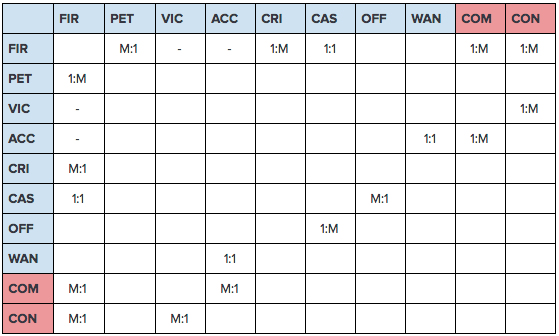 FIR PET VIC ACC CRI CAS OFF WAN COM CON
FIR M:1 - - 1:M 1:1 1:M 1:M
PET 1:M
VIC - 1:M
ACC - 1:1 1:M
CRI M:1
CAS 1:1 M:1
OFF 1:M
WAN 1:1
COM M:1 M:1
CON M:1 M:1